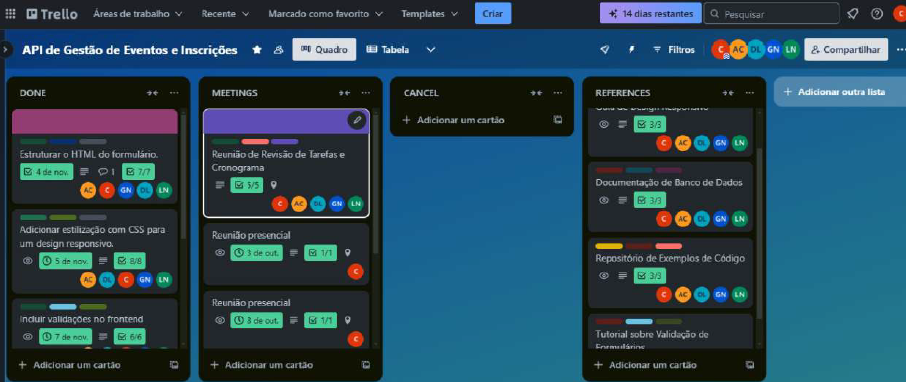 Trello Áreas de trabalho Recente Marcado como favorito Templates Criar 14 dias restantes Pesquisar C
API de Gestão de Eventos e Inscrições Quadro Tabela Filtros C AC DL GN LN Compartilhar
DONE
Estruturar o HTML do formulário.
4 de nov. 1 7/7
AC C GN DL LN
Adicionar estilização com CSS para
um design responsivo.
5 de nov. 8/8
AC DL C GN LN
Incluir validações no frontend
7 de nov. 6/6
Adicionar um cartão
MEETINGS
Reunião de Revisão de Tarefas e
Cronograma
5/5
C AC DL GN LN
Reunião presencial
3 de out. 1/1
C
Reunião presencial
8 de out. 1/1
C
Adicionar um cartão
CANCEL
Adicionar um cartão
REFERENCES
Guia de Design Responsivo
3/3
C AC DL GN LN
Documentação de Banco de Dados
3/3
C AC DL GN LN
Repositório de Exemplos de Código
3/3
C AC DL GN LN
Tutorial sobre Validação de
Formulários
Adicionar um cartão
Adicionar outra lista